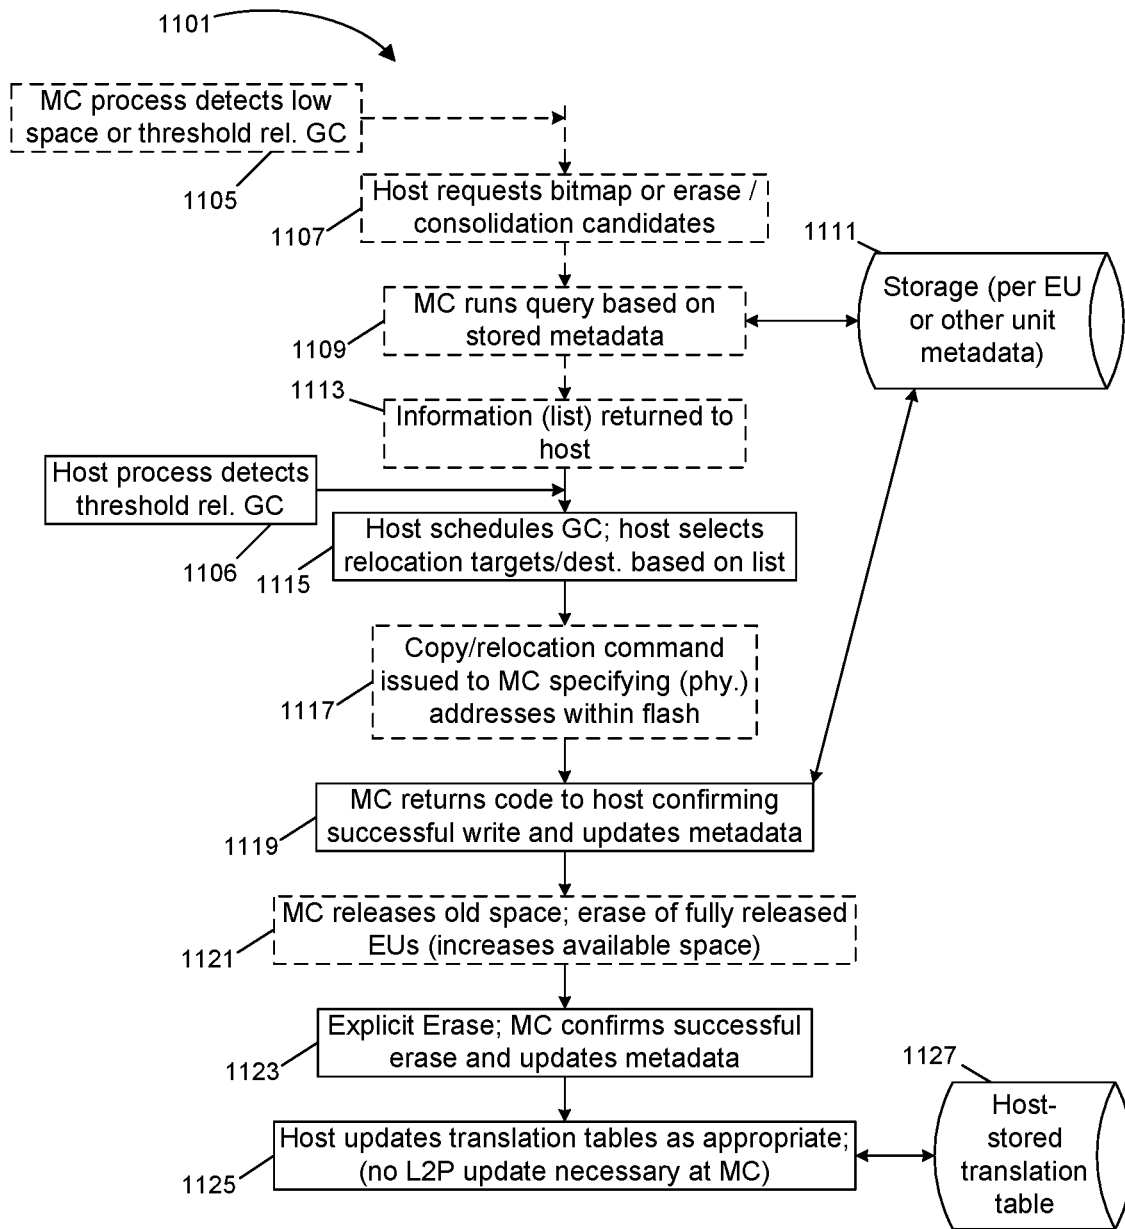 1101
MC process detects low
space or threshold rel. GC
1105
Host requests bitmap or erase /
consolidation candidates
1107
1111
Storage (per EU
or other unit
metadata)
MC runs query based on
stored metadata
1109
1113
Information (list) returned to
host
Host process detects
threshold rel. GC
1106
Host schedules GC; host selects
relocation targets/dest. based on list
1115
Copy/relocation command
issued to MC specifying (phy.)
addresses within flash
1117
MC returns code to host confirming
successful write and updates metadata
1119
MC releases old space; erase of fully released
EUs (increases available space)
1121
Explicit Erase; MC confirms successful
erase and updates metadata
1123
1127
Host-
stored
translation
table
Host updates translation tables as appropriate;
(no L2P update necessary at MC)
1125